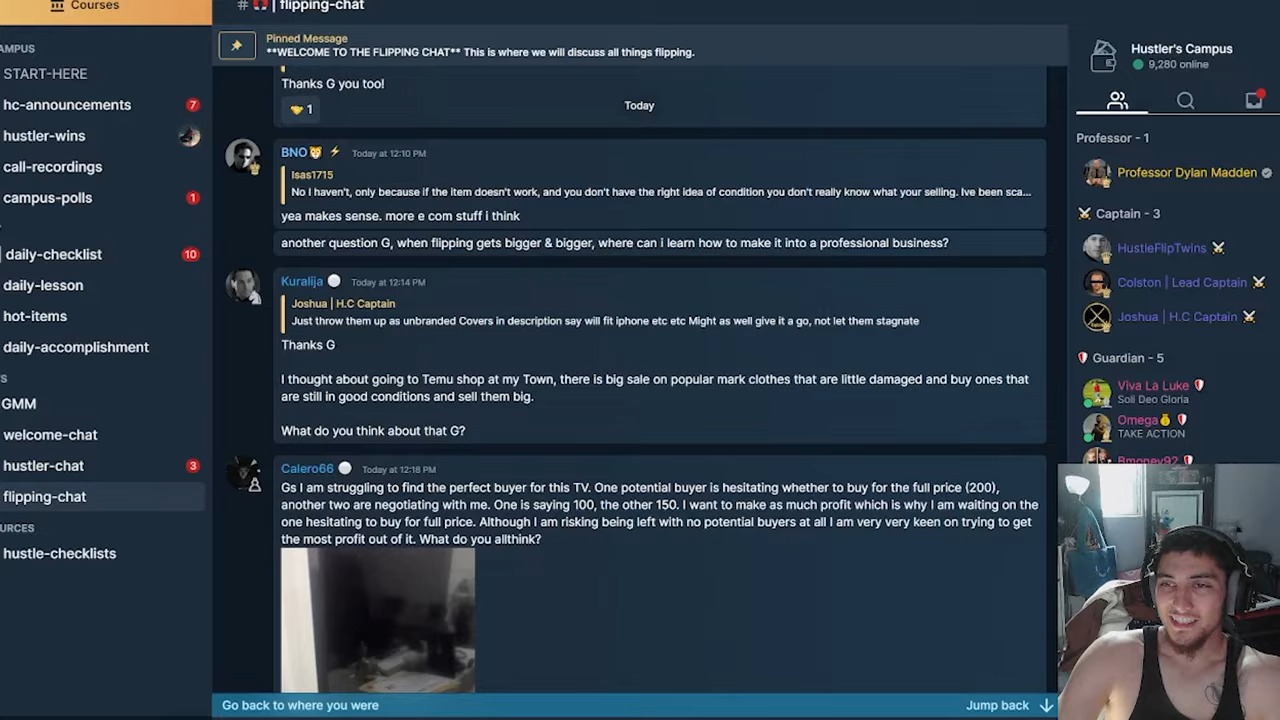 Courses
AMPUS
START-HERE
hc-announcements
7
hustler-wins
call-recordings
campus-polls
1
daily-checklist
10
daily-lesson
hot-items
daily-accomplishment
S
GMM
welcome-chat
hustler-chat
3
flipping-chat
OURCES
hustle-checklists
# | flipping-chat
Pinned Message
**WELCOME TO THE FLIPPING CHAT** This is where we will discuss all things flipping.
Thanks G you too!
1
Today
BNO Today at 12:10 PM
Isas1715
No I haven't, only because if the item doesn't work, and you don't have the right idea of condition you don't really know what your selling. Ive been sca...
yea makes sense. more e com stuff i think
another question G, when flipping gets bigger & bigger, where can i learn how to make it into a professional business?
Kuralija Today at 12:14 PM
Joshua | H.C Captain
Just throw them up as unbranded Covers in description say will fit iphone etc etc Might as well give it a go, not let them stagnate
Thanks G
I thought about going to Temu shop at my Town, there is big sale on popular mark clothes that are little damaged and buy ones that
are still in good conditions and sell them big.
What do you think about that G?
Calero66 Today at 12:18 PM
Gs I am struggling to find the perfect buyer for this TV. One potential buyer is hesitating whether to buy for the full price (200),
another two are negotiating with me. One is saying 100, the other 150. I want to make as much profit which is why I am waiting on the
one hesitating to buy for full price. Although I am risking being left with no potential buyers at all I am very very keen on trying to get
the most profit out of it. What do you allthink?
Go back to where you were
Jump back
Hustler's Campus
9,280 online
Professor - 1
Professor Dylan Madden
Captain - 3
HustleFlipTwins
Colston | Lead Captain
Joshua | H.C Captain
Guardian - 5
Viva La Luke
Soli Deo Gloria
Omega
TAKE ACTION
Bmoney92